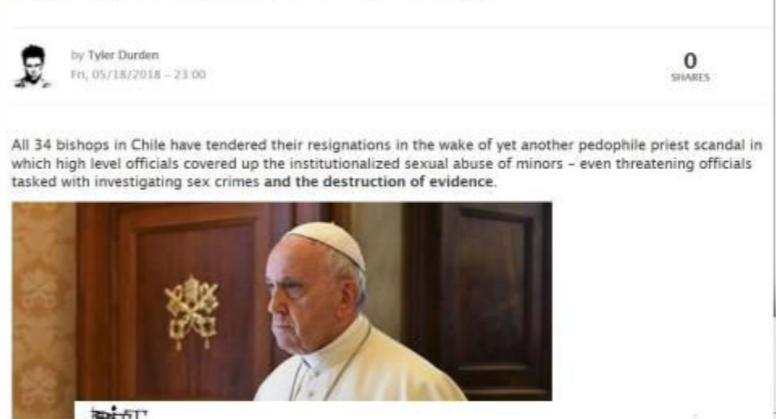 by Tyler Durden
Fri, 05/18/2018 – 23:00
0
SHARES
All 34 bishops in Chile have tendered their resignations in the wake of yet another pedophile priest scandal in
which high level officials covered up the institutionalized sexual abuse of minors – even threatening officials
tasked with investigating sex crimes and the destruction of evidence.